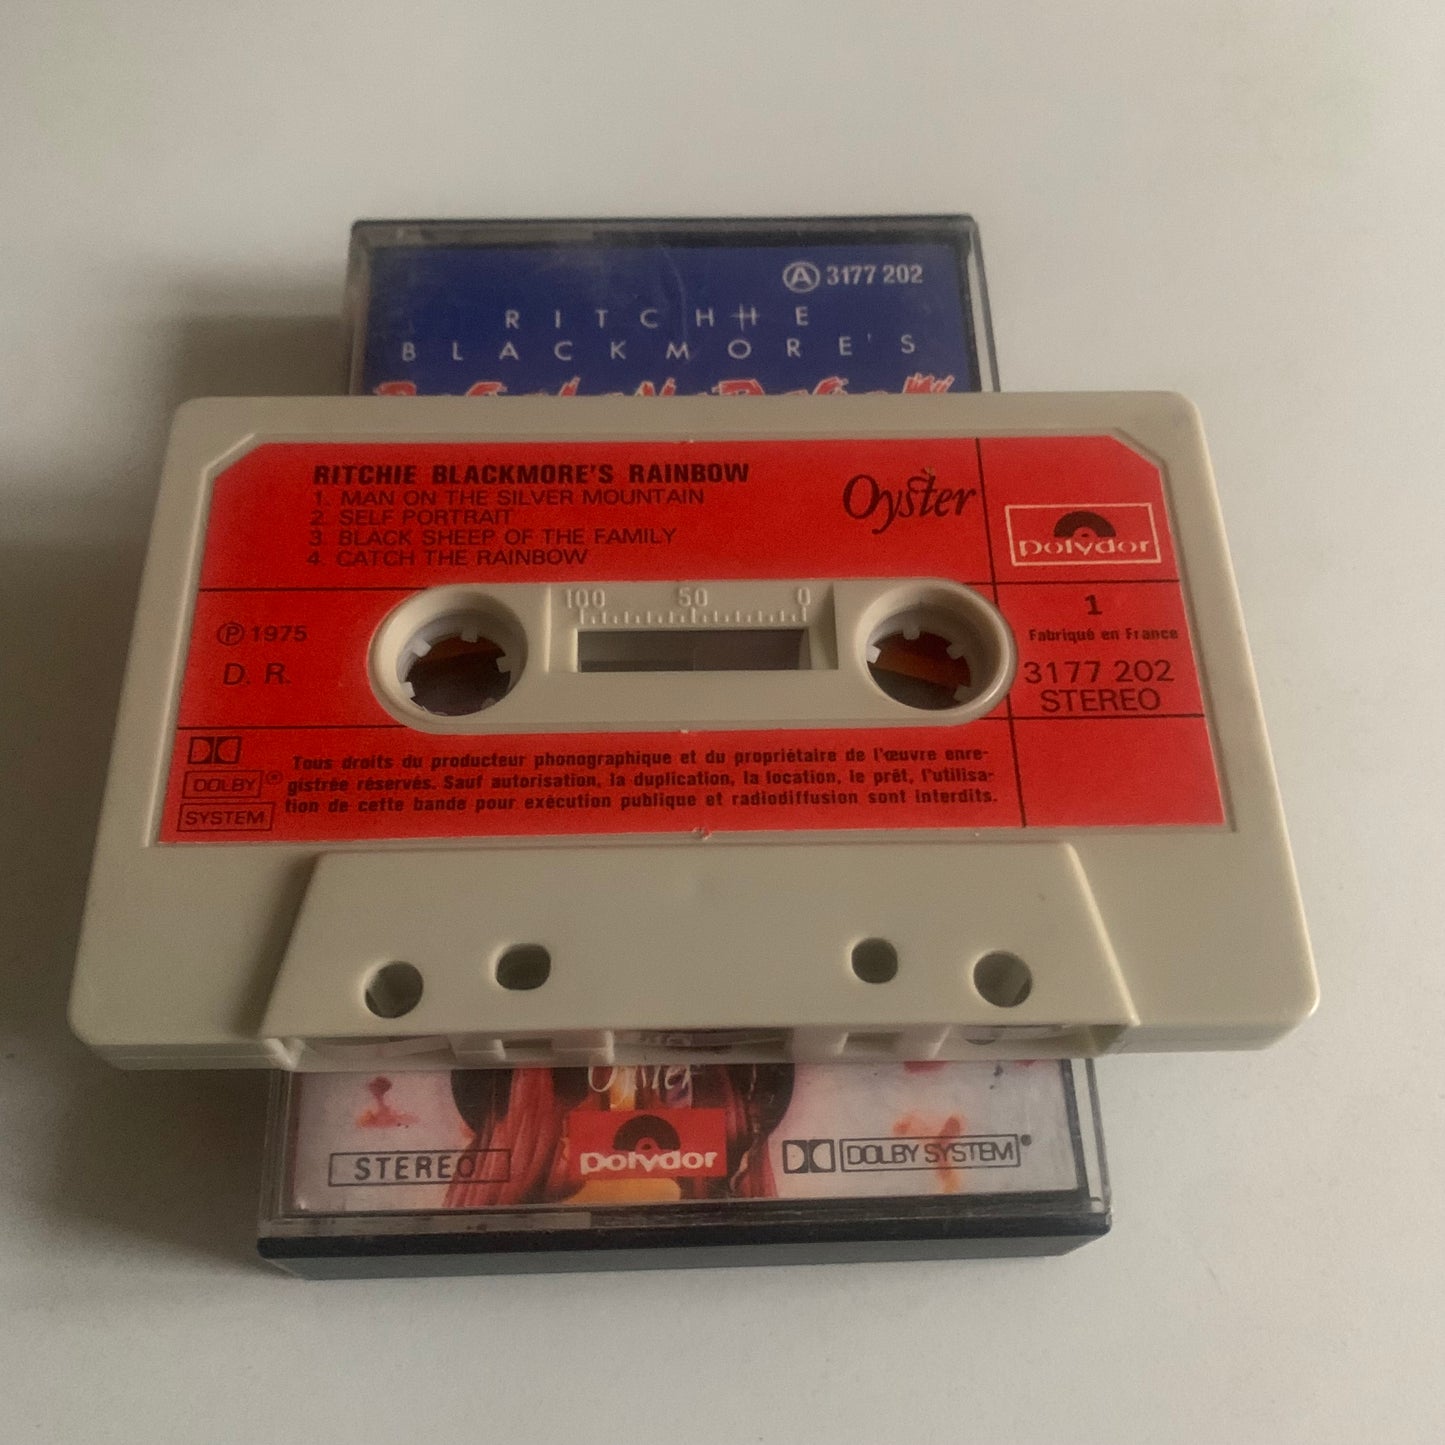 Ⓐ 3177 202
RITCHIE
BLACKMORE'S
RITCHIE BLACKMORE'S RAINBOW
1. MAN ON THE SILVER MOUNTAIN
2. SELF PORTRAIT
3. BLACK SHEEP OF THE FAMILY
4. CATCH THE RAINBOW
Oyster
polydor
100 50 0
℗ 1975
D. R.
1
Fabriqué en France
3177 202
STEREO
DOLBY ®
SYSTEM
Tous droits du producteur phonographique et du propriétaire de l'œuvre enre-
gistrée réservés. Sauf autorisation, la duplication, la location, le prêt, l'utilisa-
tion de cette bande pour exécution publique et radiodiffusion sont interdits.
Oyster
STEREO
polydor
DOLBY SYSTEM®